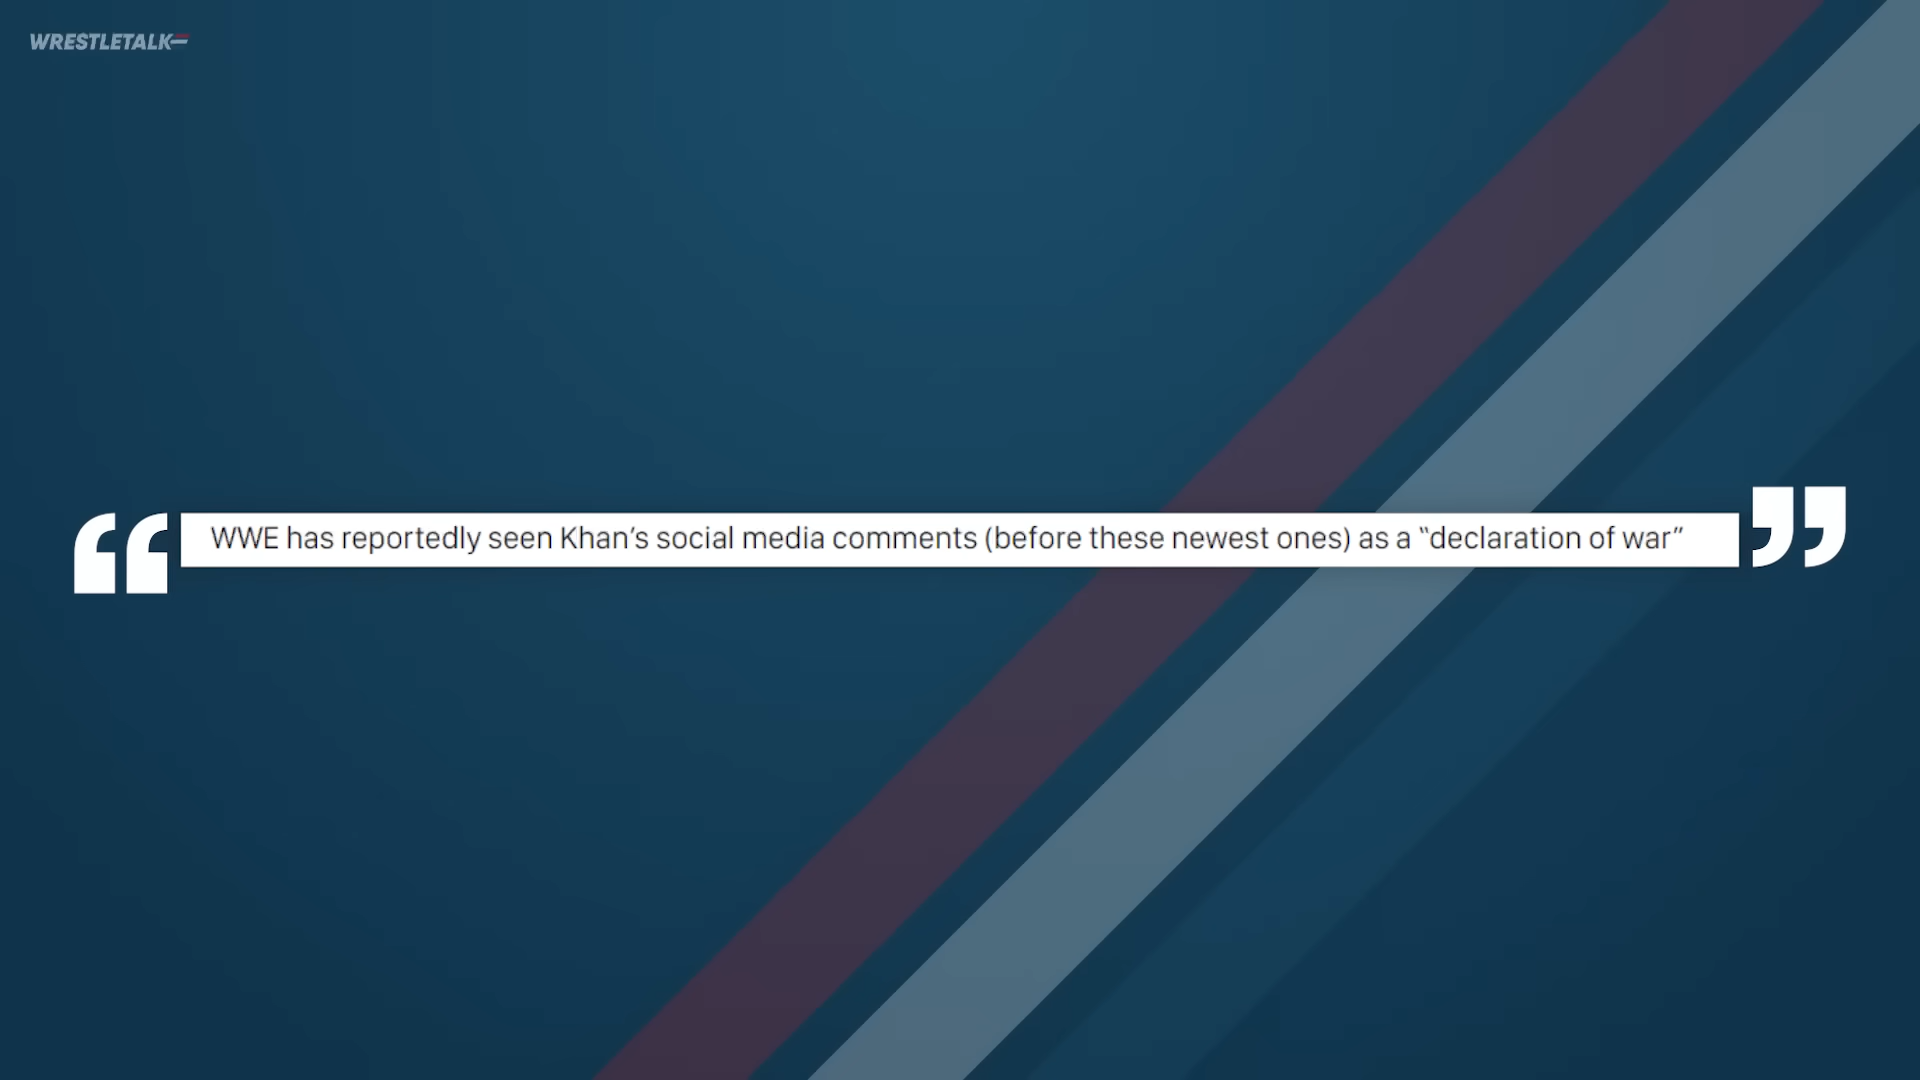 WRESTLETALK
“WWE has reportedly seen Khan’s social media comments (before these newest ones) as a “declaration of war””